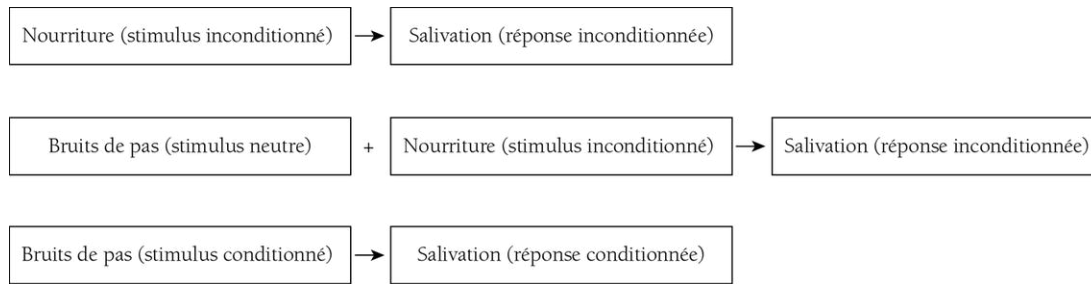 Nourriture (stimulus inconditionné) → Salivation (réponse inconditionnée)
Bruits de pas (stimulus neutre) + Nourriture (stimulus inconditionné) → Salivation (réponse inconditionnée)
Bruits de pas (stimulus conditionné) → Salivation (réponse conditionnée)